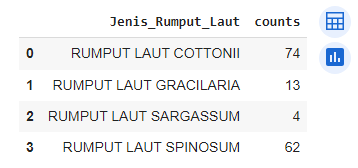 Jenis_Rumput_Laut counts
0 RUMPUT LAUT COTTONII 74
1 RUMPUT LAUT GRACILARIA 13
2 RUMPUT LAUT SARGASSUM 4
3 RUMPUT LAUT SPINOSUM 62